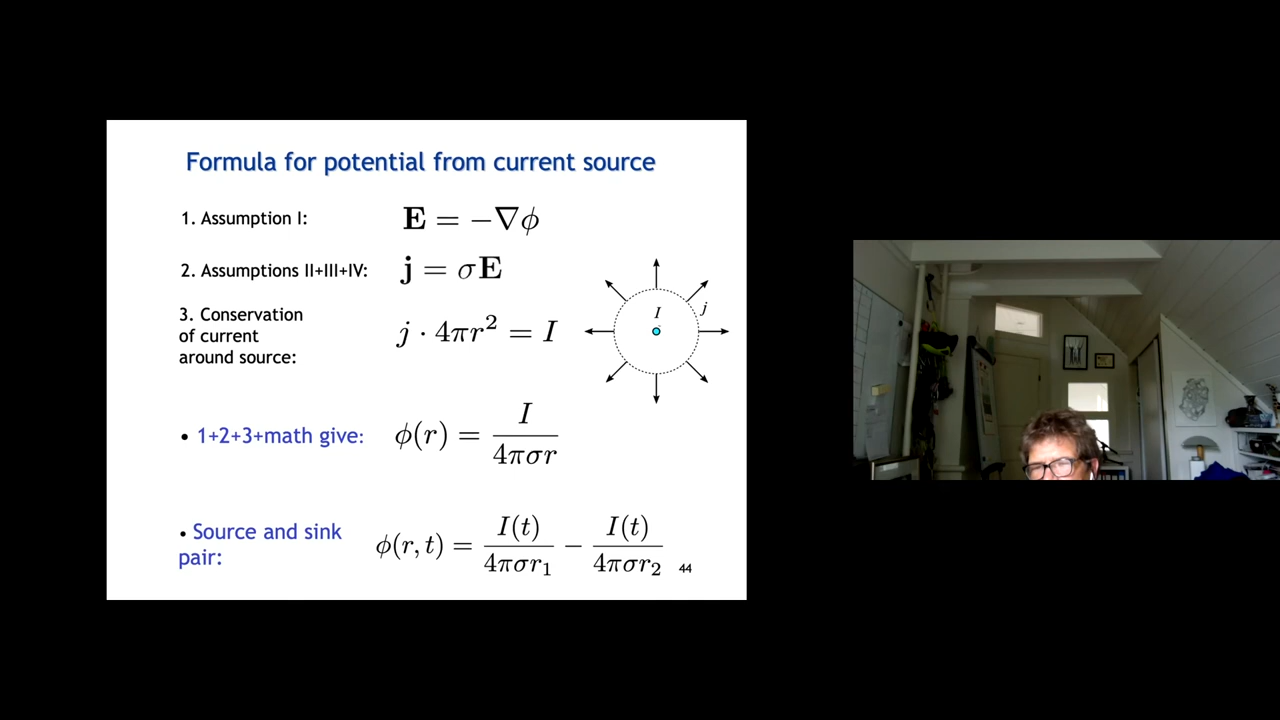 Formula for potential from current source
1. Assumption I:
E = −∇ϕ
2. Assumptions II+III+IV:
j = σE
3. Conservation
of current
around source:
j · 4πr² = I
I
j
• 1+2+3+math give:
ϕ(r) = I / 4πσr
• Source and sink
pair:
ϕ(r, t) = I(t) / 4πσr₁ − I(t) / 4πσr₂
44